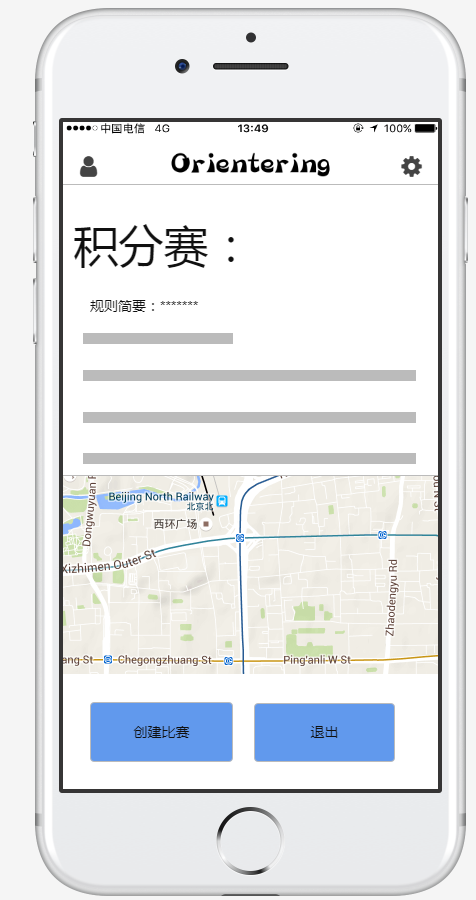 中国电信 4G 13:49 100%
Orientering
积分赛：
规则简要：*******
Dongwuyuan R
Beijing North Railway
北京北
西环广场
Xizhimen Outer St
Zhaodengyu Rd
ang St Chegongzhuang St Ping'anli W St
创建比赛 退出